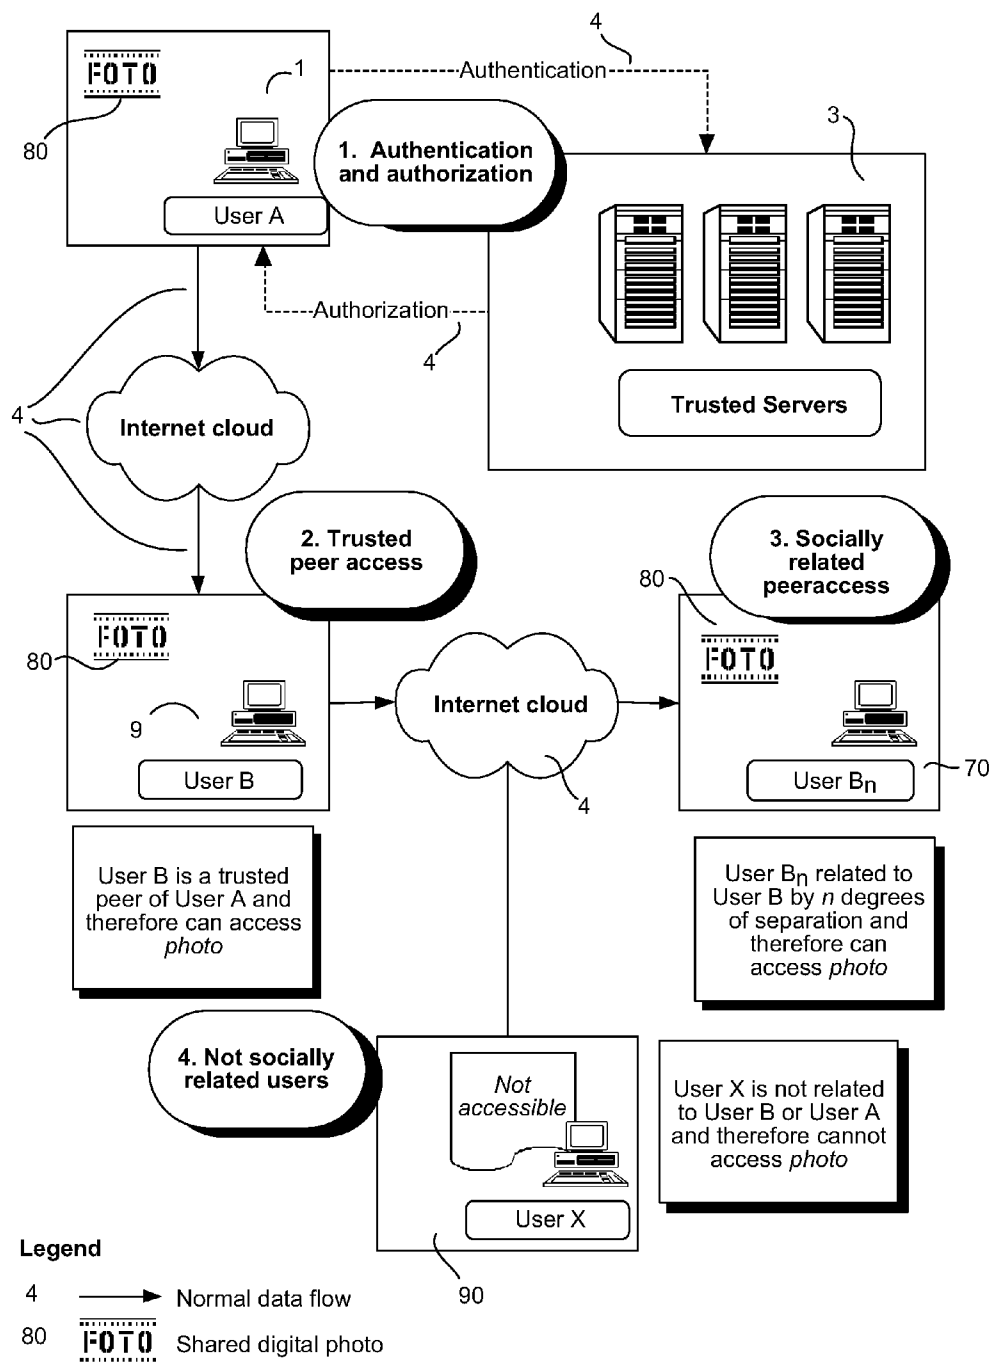 4
FOTO
1
Authentication
80
3
1. Authentication
and authorization
User A
Authorization
4
4
Internet cloud
Trusted Servers
2. Trusted
peer access
3. Socially
related
peeraccess
80
FOTO
80
FOTO
9
Internet cloud
User B
4
User Bn
70
User B is a trusted
peer of User A and
therefore can access
photo
User Bn related to
User B by n degrees
of separation and
therefore can
access photo
4. Not socially
related users
Not
accessible
User X is not related
to User B or User A
and therefore cannot
access photo
User X
90
Legend
4 Normal data flow
80 FOTO Shared digital photo